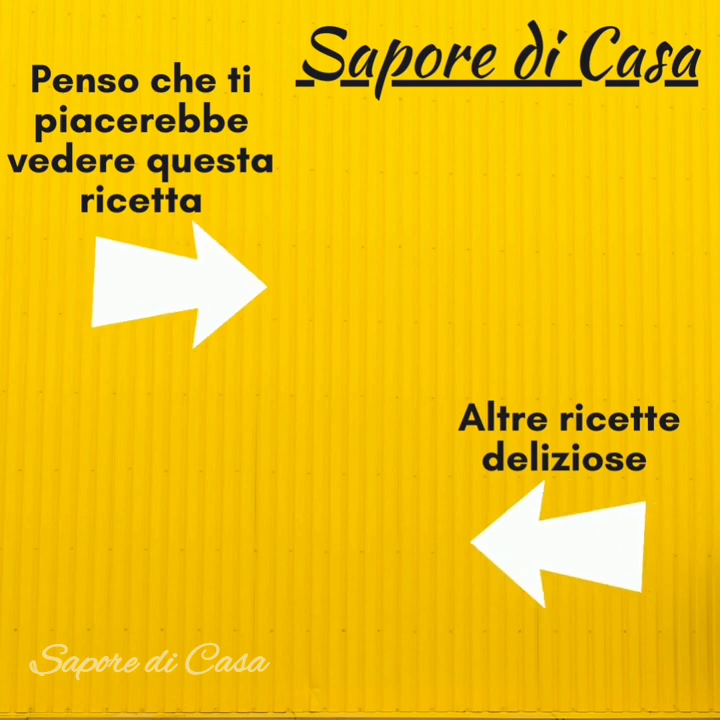 Sapore di Casa
Penso che ti
piacerebbe
vedere questa
ricetta
Altre ricette
deliziose
Sapore di Casa